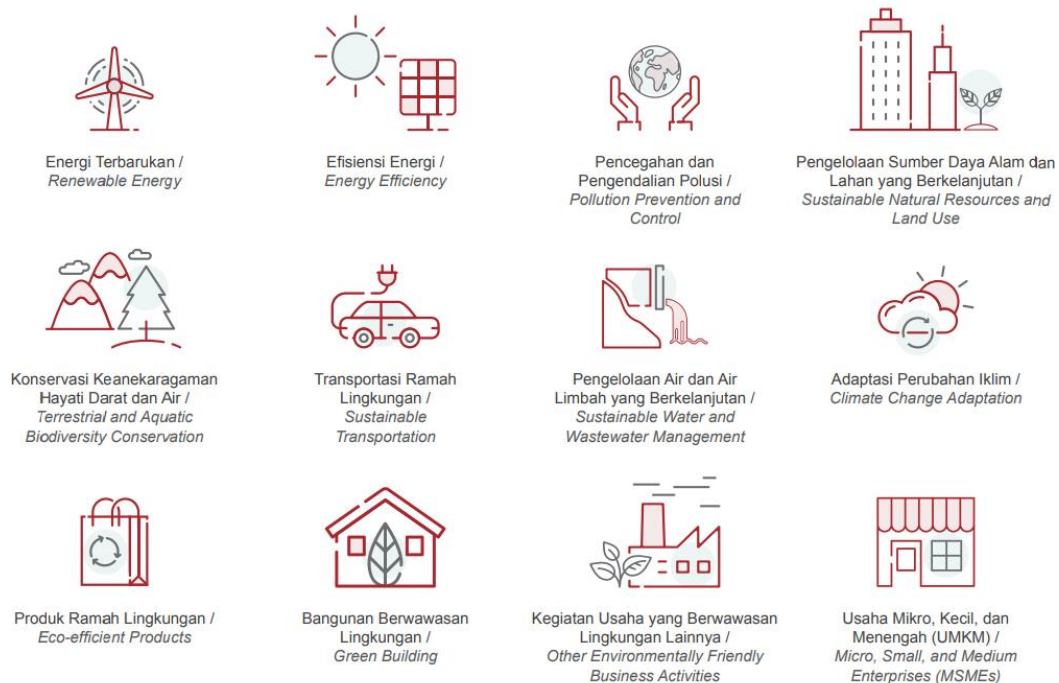 Energi Terbarukan /
Renewable Energy
Efisiensi Energi /
Energy Efficiency
Pencegahan dan
Pengendalian Polusi /
Pollution Prevention and
Control
Pengelolaan Sumber Daya Alam dan
Lahan yang Berkelanjutan /
Sustainable Natural Resources and
Land Use
Konservasi Keanekaragaman
Hayati Darat dan Air /
Terrestrial and Aquatic
Biodiversity Conservation
Transportasi Ramah
Lingkungan /
Sustainable
Transportation
Pengelolaan Air dan Air
Limbah yang Berkelanjutan /
Sustainable Water and
Wastewater Management
Adaptasi Perubahan Iklim /
Climate Change Adaptation
Produk Ramah Lingkungan /
Eco-efficient Products
Bangunan Berwawasan
Lingkungan /
Green Building
Kegiatan Usaha yang Berwawasan
Lingkungan Lainnya /
Other Environmentally Friendly
Business Activities
Usaha Mikro, Kecil, dan
Menengah (UMKM) /
Micro, Small, and Medium
Enterprises (MSMEs)